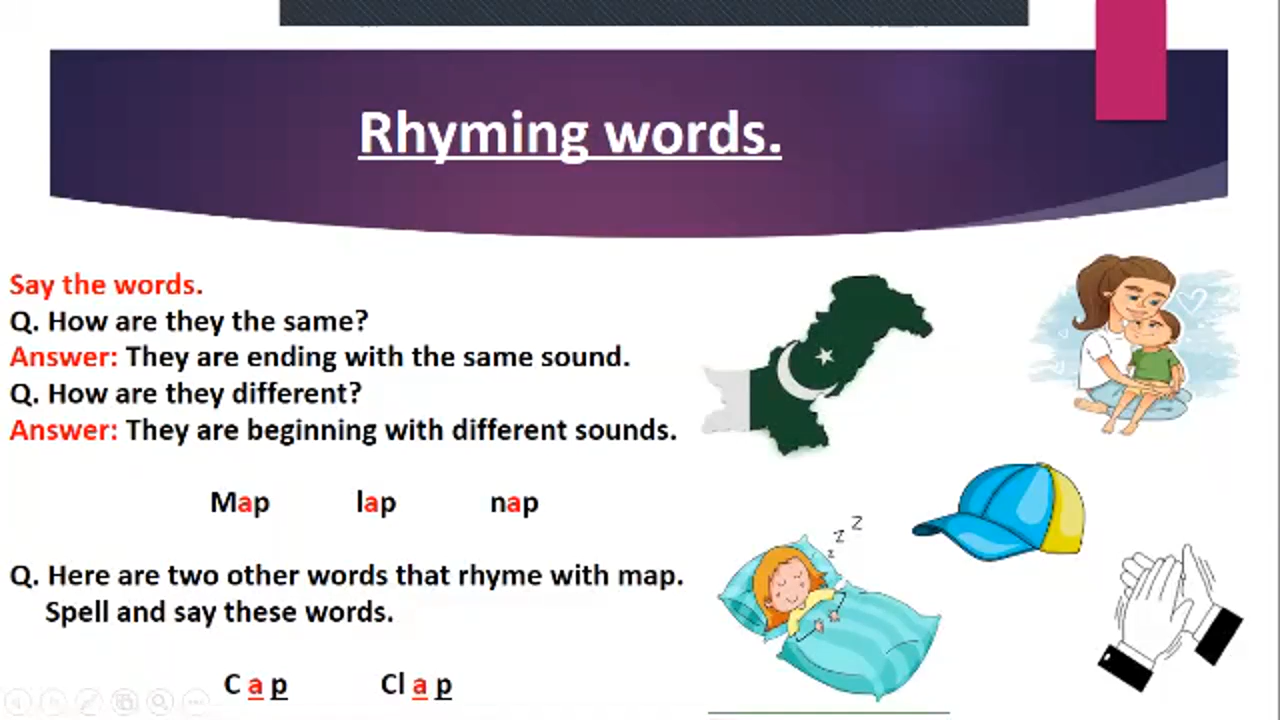 Rhyming words.
Say the words.
Q. How are they the same?
Answer: They are ending with the same sound.
Q. How are they different?
Answer: They are beginning with different sounds.
Map lap nap
Q. Here are two other words that rhyme with map.
Spell and say these words.
C a p Cl a p
z z z